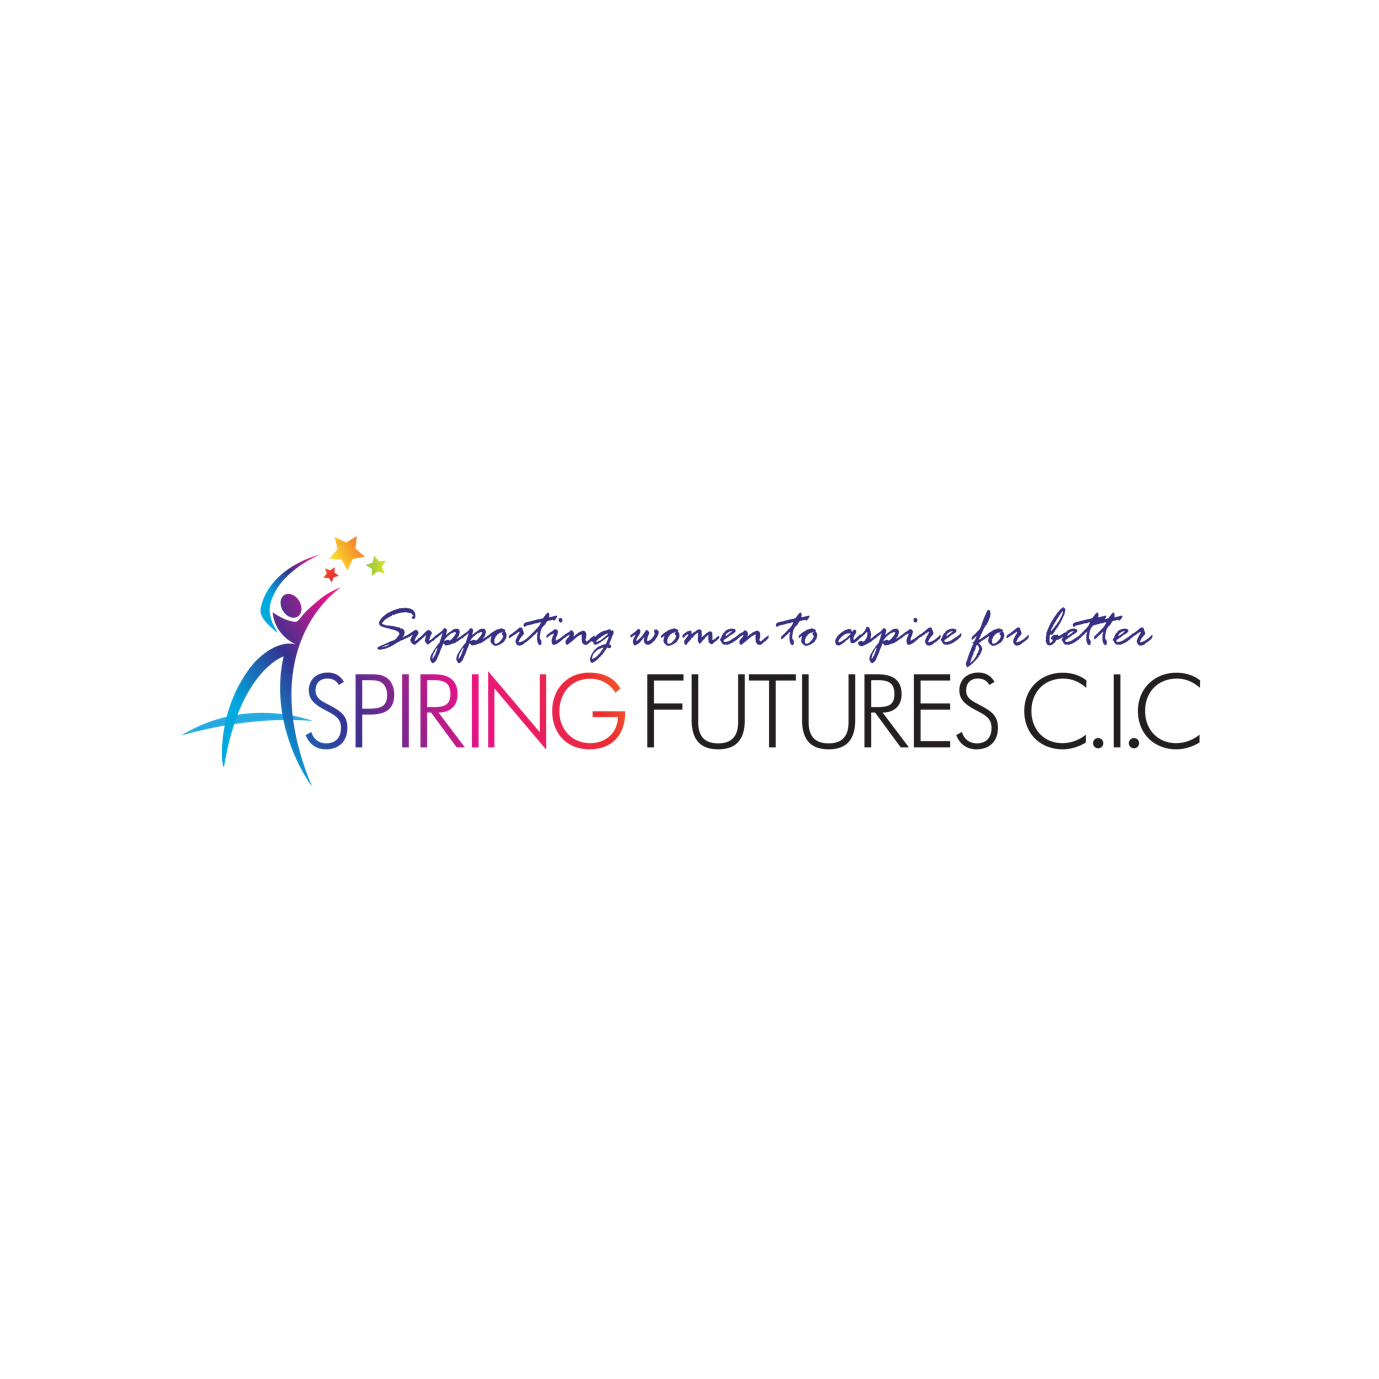 Supporting women to aspire for better
ASPIRING FUTURES C.I.C